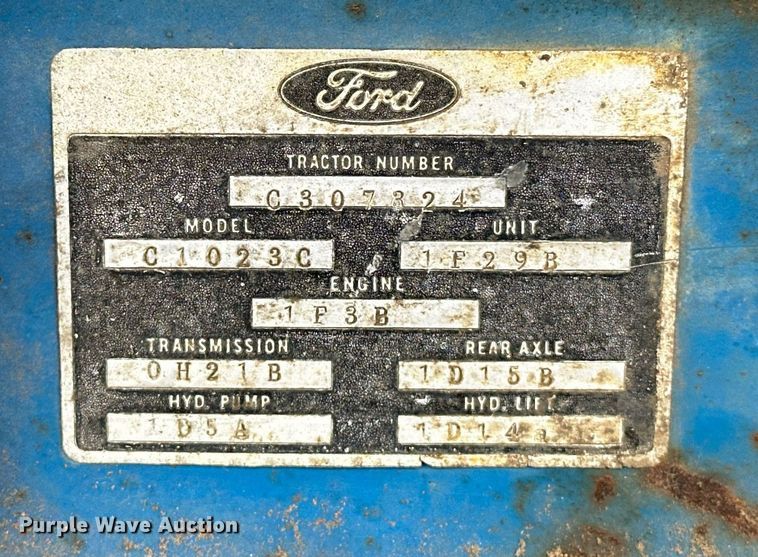 Ford
TRACTOR NUMBER
C307324
MODEL UNIT
C1023C 1F29B
ENGINE
1F3B
TRANSMISSION REAR AXLE
0H21B 1D15B
HYD. PUMP HYD. LIFT
1D5A
Purple Wave Auction